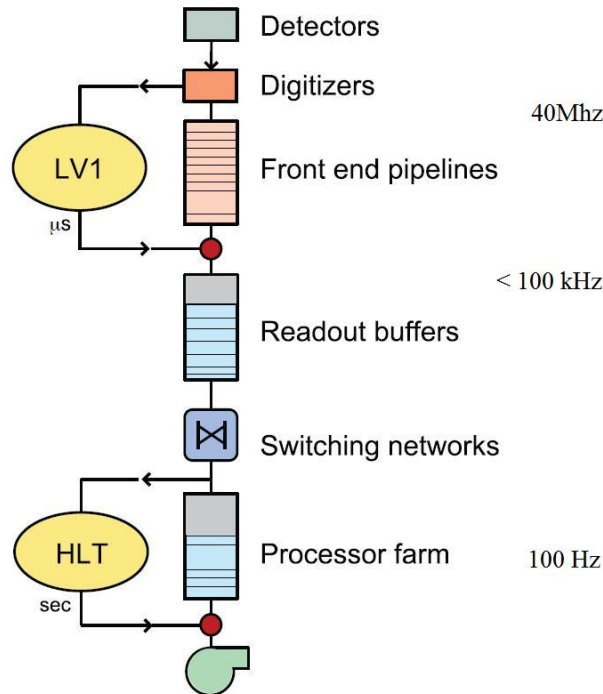 Detectors
Digitizers
40Mhz
LV1
Front end pipelines
μs
< 100 kHz
Readout buffers
Switching networks
HLT
Processor farm
100 Hz
sec